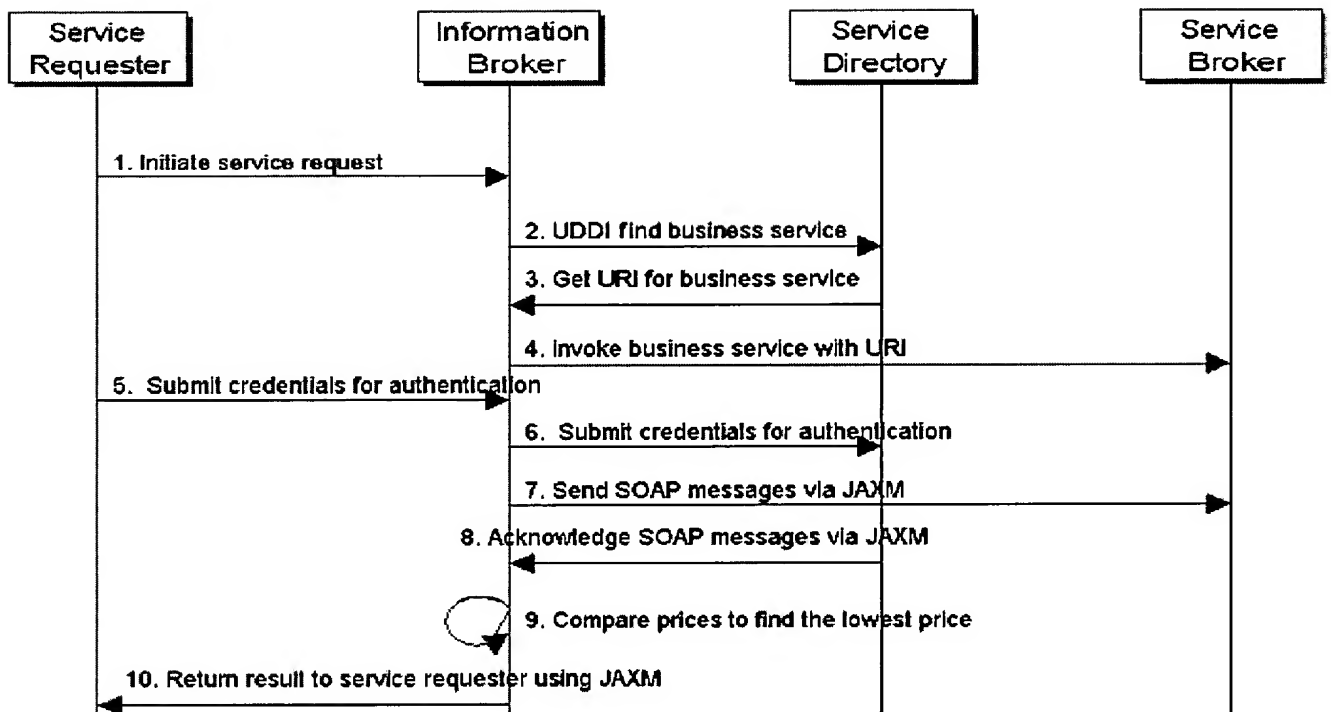 Service
Requester
Information
Broker
Service
Directory
Service
Broker
1. Initiate service request
2. UDDI find business service
3. Get URI for business service
4. Invoke business service with URI
5. Submit credentials for authentication
6. Submit credentials for authentication
7. Send SOAP messages via JAXM
8. Acknowledge SOAP messages via JAXM
9. Compare prices to find the lowest price
10. Return result to service requester using JAXM